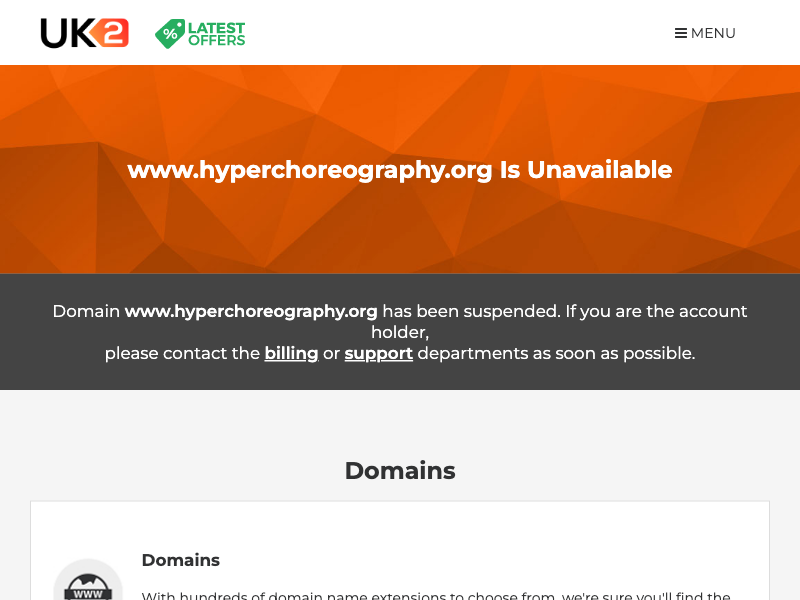 UK2
% LATEST
OFFERS
MENU
www.hyperchoreography.org Is Unavailable
Domain www.hyperchoreography.org has been suspended. If you are the account
holder,
please contact the billing or support departments as soon as possible.
Domains
Domains
WWW
With hundreds of domain name extensions to choose from, we're sure you'll find the